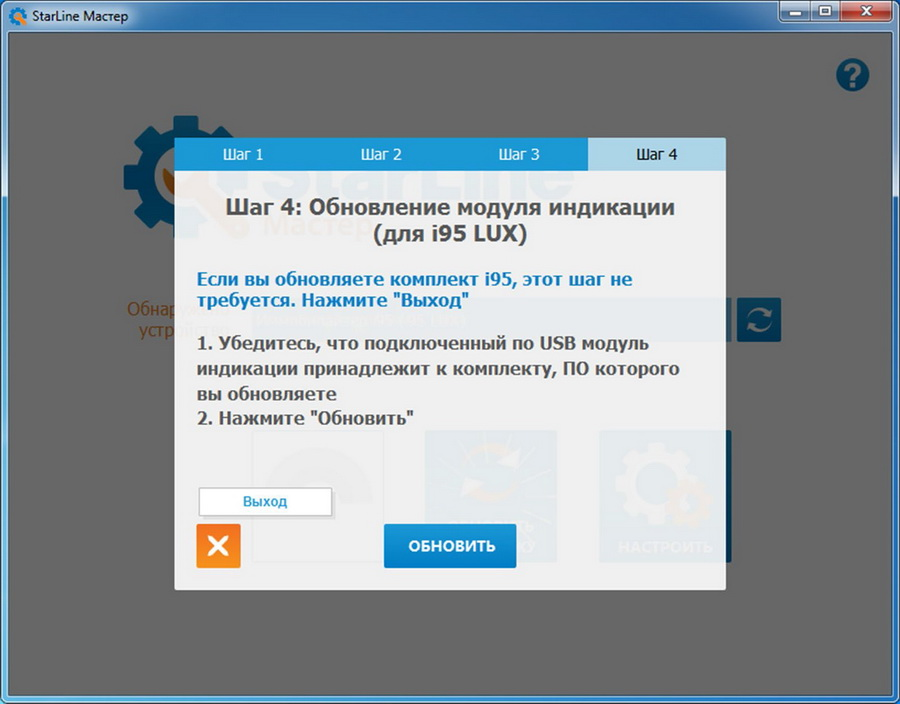 StarLine Мастер
Шаг 1 Шаг 2 Шаг 3 Шаг 4
StarLine
Мастер
Шаг 4: Обновление модуля индикации
(для i95 LUX)
Если вы обновляете комплект i95, этот шаг не
требуется. Нажмите "Выход"
1. Убедитесь, что подключенный по USB модуль
индикации принадлежит к комплекту, ПО которого
вы обновляете
2. Нажмите "Обновить"
Выход
ОБНОВИТЬ
НАСТРОИТЬ